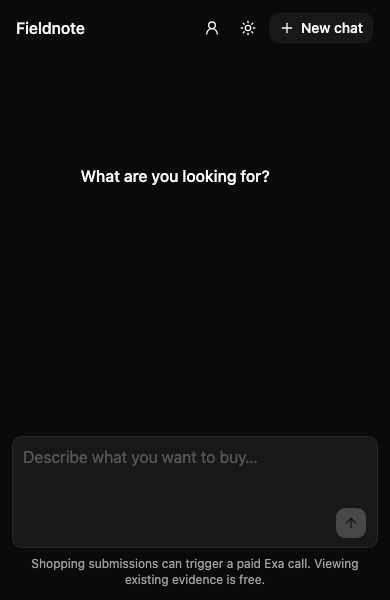 Fieldnote
New chat
What are you looking for?
Describe what you want to buy...
Shopping submissions can trigger a paid Exa call. Viewing
existing evidence is free.